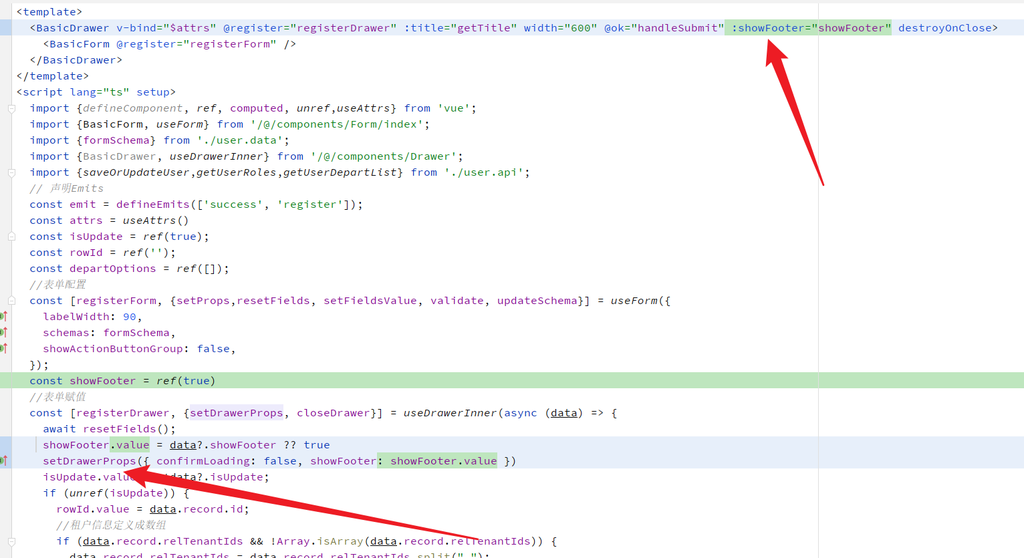 <template>
<BasicDrawer v-bind="$attrs" @register="registerDrawer" :title="getTitle" width="600" @ok="handleSubmit" :showFooter="showFooter" destroyOnClose>
<BasicForm @register="registerForm" />
</BasicDrawer>
</template>
<script lang="ts" setup>
import {defineComponent, ref, computed, unref,useAttrs} from 'vue';
import {BasicForm, useForm} from '/@/components/Form/index';
import {formSchema} from './user.data';
import {BasicDrawer, useDrawerInner} from '/@/components/Drawer';
import {saveOrUpdateUser,getUserRoles,getUserDepartList} from './user.api';
// 声明Emits
const emit = defineEmits(['success', 'register']);
const attrs = useAttrs()
const isUpdate = ref(true);
const rowId = ref('');
const departOptions = ref([]);
//表单配置
const [registerForm, {setProps,resetFields, setFieldsValue, validate, updateSchema}] = useForm({
labelWidth: 90,
schemas: formSchema,
showActionButtonGroup: false,
});
const showFooter = ref(true)
//表单赋值
const [registerDrawer, {setDrawerProps, closeDrawer}] = useDrawerInner(async (data) => {
await resetFields();
showFooter.value = data?.showFooter ?? true
setDrawerProps({ confirmLoading: false, showFooter: showFooter.value })
isUpdate.valu data?.isUpdate;
if (unref(isUpdate)) {
rowId.value = data.record.id;
//租户信息定义成数组
if (data.record.relTenantIds && !Array.isArray(data.record.relTenantIds)) {
data.record.relTenantIds = data.record.relTenantIds.split(",");